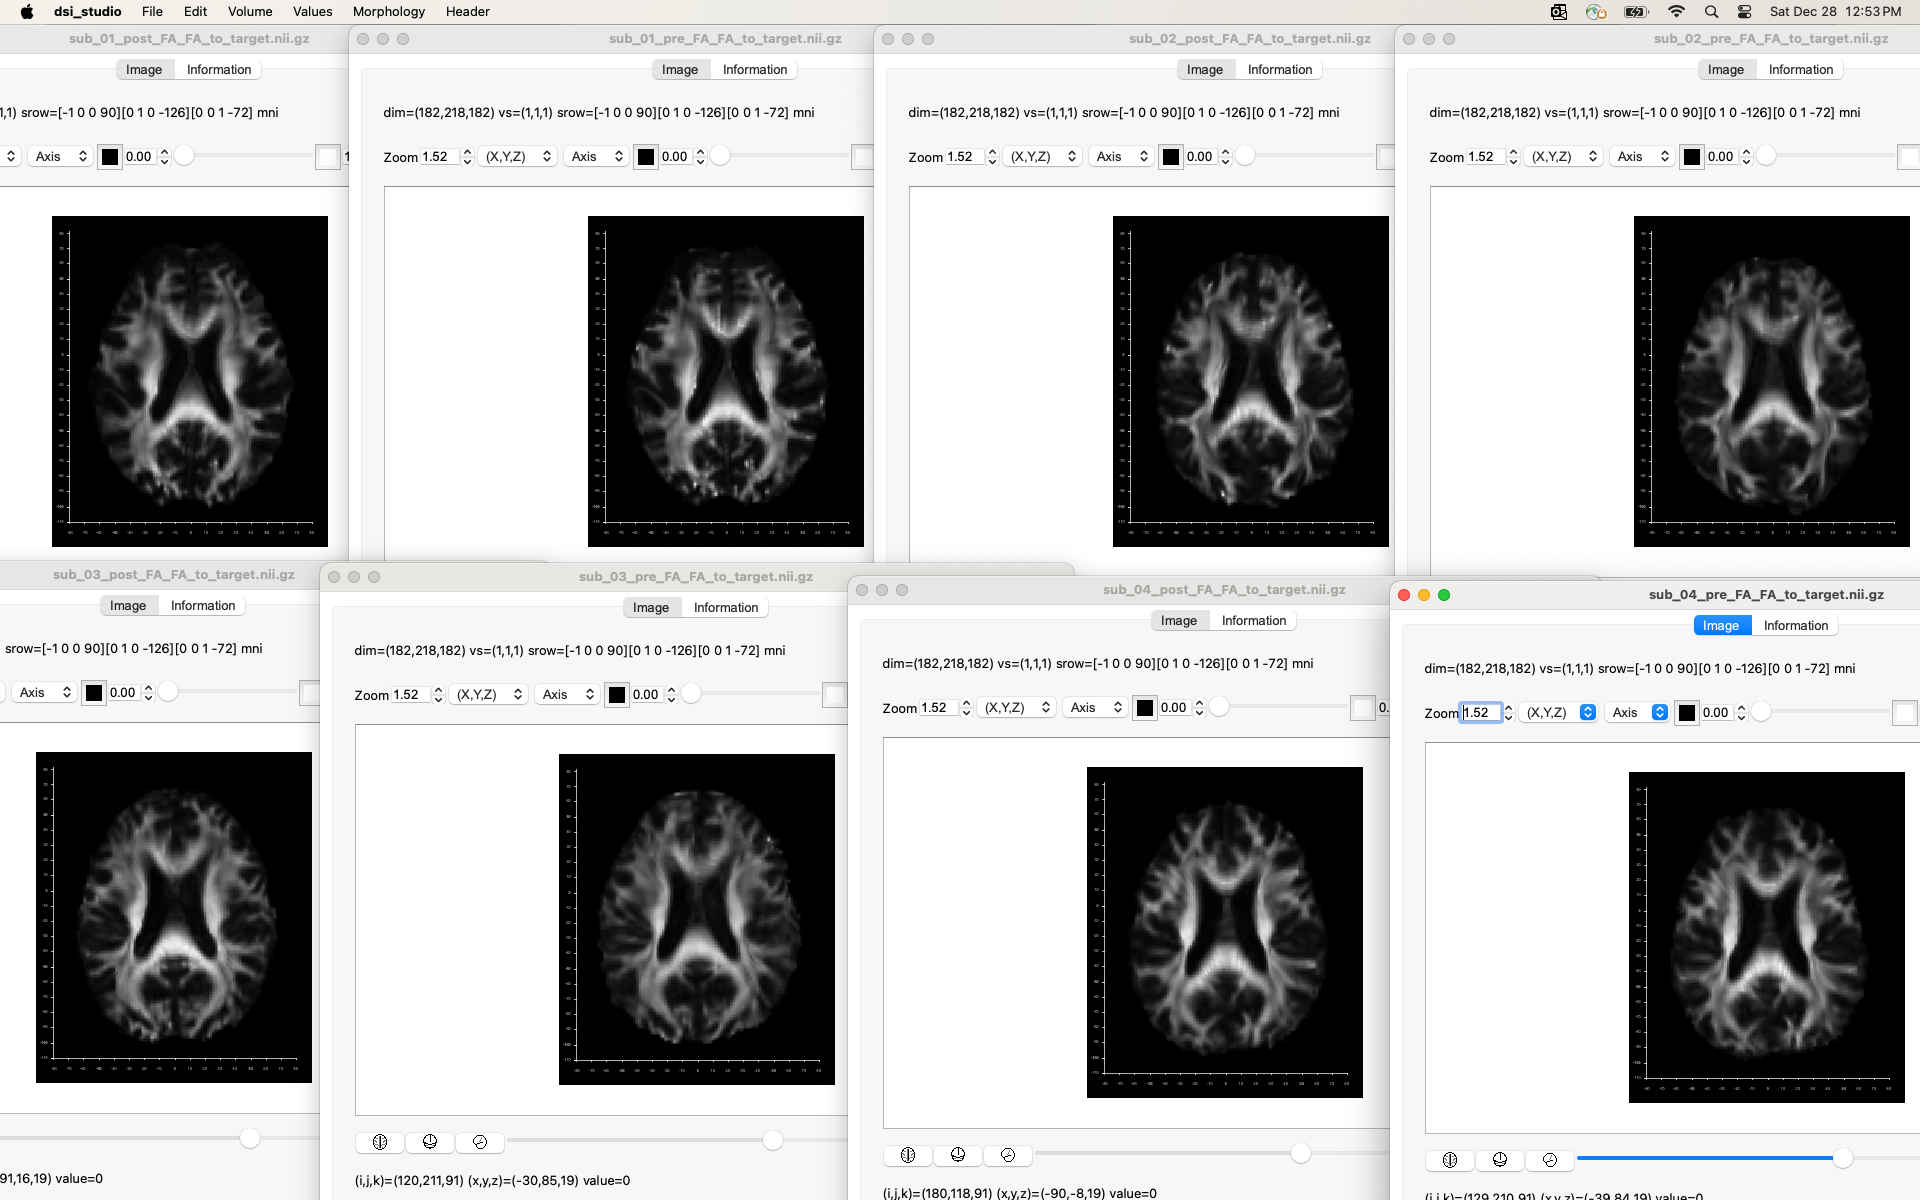 dsi_studio File Edit Volume Values Morphology Header Sat Dec 28 12:53 PM
sub_01_post_FA_FA_to_target.nii.gz
Image Information
1,1) srow=[-1 0 0 90][0 1 0 -126][0 0 1 -72] mni
Axis 0.00
sub_01_pre_FA_FA_to_target.nii.gz
Image Information
dim=(182,218,182) vs=(1,1,1) srow=[-1 0 0 90][0 1 0 -126][0 0 1 -72] mni
Zoom 1.52 (X,Y,Z) Axis 0.00
sub_02_post_FA_FA_to_target.nii.gz
Image Information
dim=(182,218,182) vs=(1,1,1) srow=[-1 0 0 90][0 1 0 -126][0 0 1 -72] mni
Zoom 1.52 (X,Y,Z) Axis 0.00
sub_02_pre_FA_FA_to_target.nii.gz
Image Information
dim=(182,218,182) vs=(1,1,1) srow=[-1 0 0 90][0 1 0 -126][0 0 1 -72] mni
Zoom 1.52 (X,Y,Z) Axis 0.00
sub_03_post_FA_FA_to_target.nii.gz
Image Information
srow=[-1 0 0 90][0 1 0 -126][0 0 1 -72] mni
Axis 0.00
91,16,19) value=0
sub_03_pre_FA_FA_to_target.nii.gz
Image Information
dim=(182,218,182) vs=(1,1,1) srow=[-1 0 0 90][0 1 0 -126][0 0 1 -72] mni
Zoom 1.52 (X,Y,Z) Axis 0.00
(i,j,k)=(120,211,91) (x,y,z)=(-30,85,19) value=0
sub_04_post_FA_FA_to_target.nii.gz
Image Information
dim=(182,218,182) vs=(1,1,1) srow=[-1 0 0 90][0 1 0 -126][0 0 1 -72] mni
Zoom 1.52 (X,Y,Z) Axis 0.00 0.
(i,j,k)=(180,118,91) (x,y,z)=(-90,-8,19) value=0
sub_04_pre_FA_FA_to_target.nii.gz
Image Information
dim=(182,218,182) vs=(1,1,1) srow=[-1 0 0 90][0 1 0 -126][0 0 1 -72] mni
Zoom 1.52 (X,Y,Z) Axis 0.00
(i,j,k)=(129,210,91) (x,y,z)=(-39,84,19) value=0